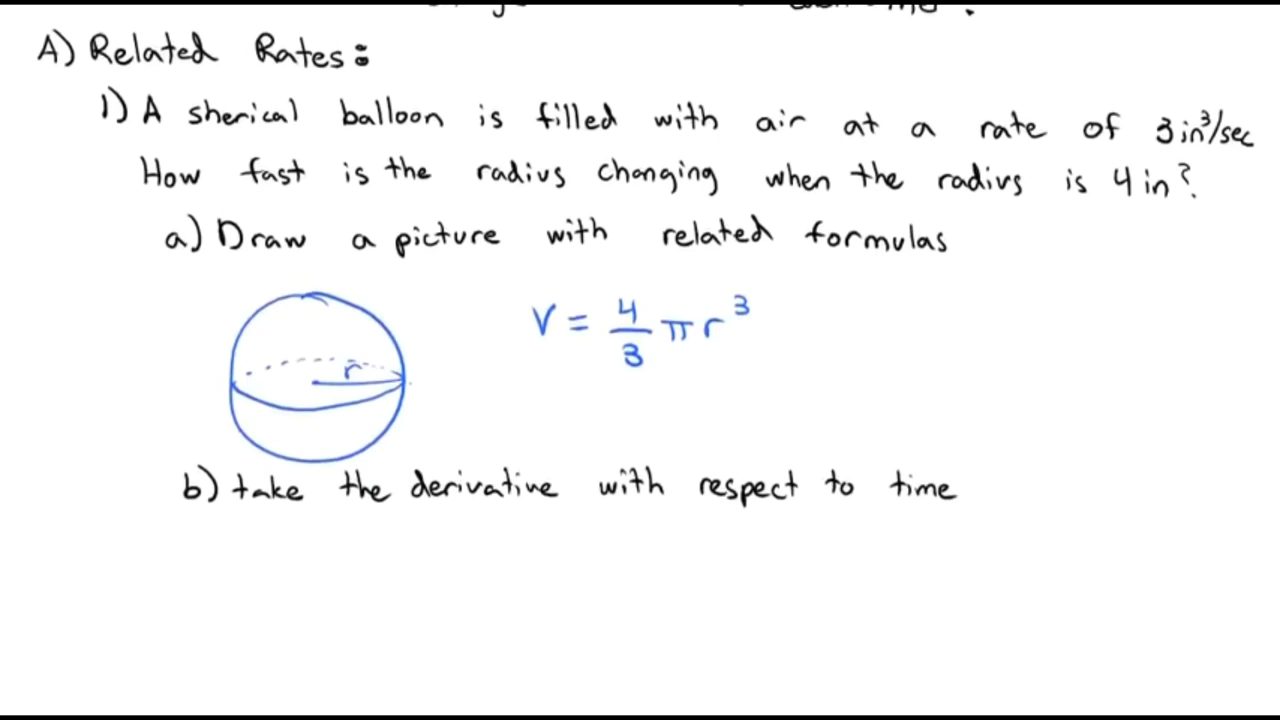 A) Related Rates:
1) A sherical balloon is filled with air at a rate of 3 in³/sec
How fast is the radius changing when the radius is 4 in?
a) Draw a picture with related formulas
V = 4/3 πr³
r
b) take the derivative with respect to time